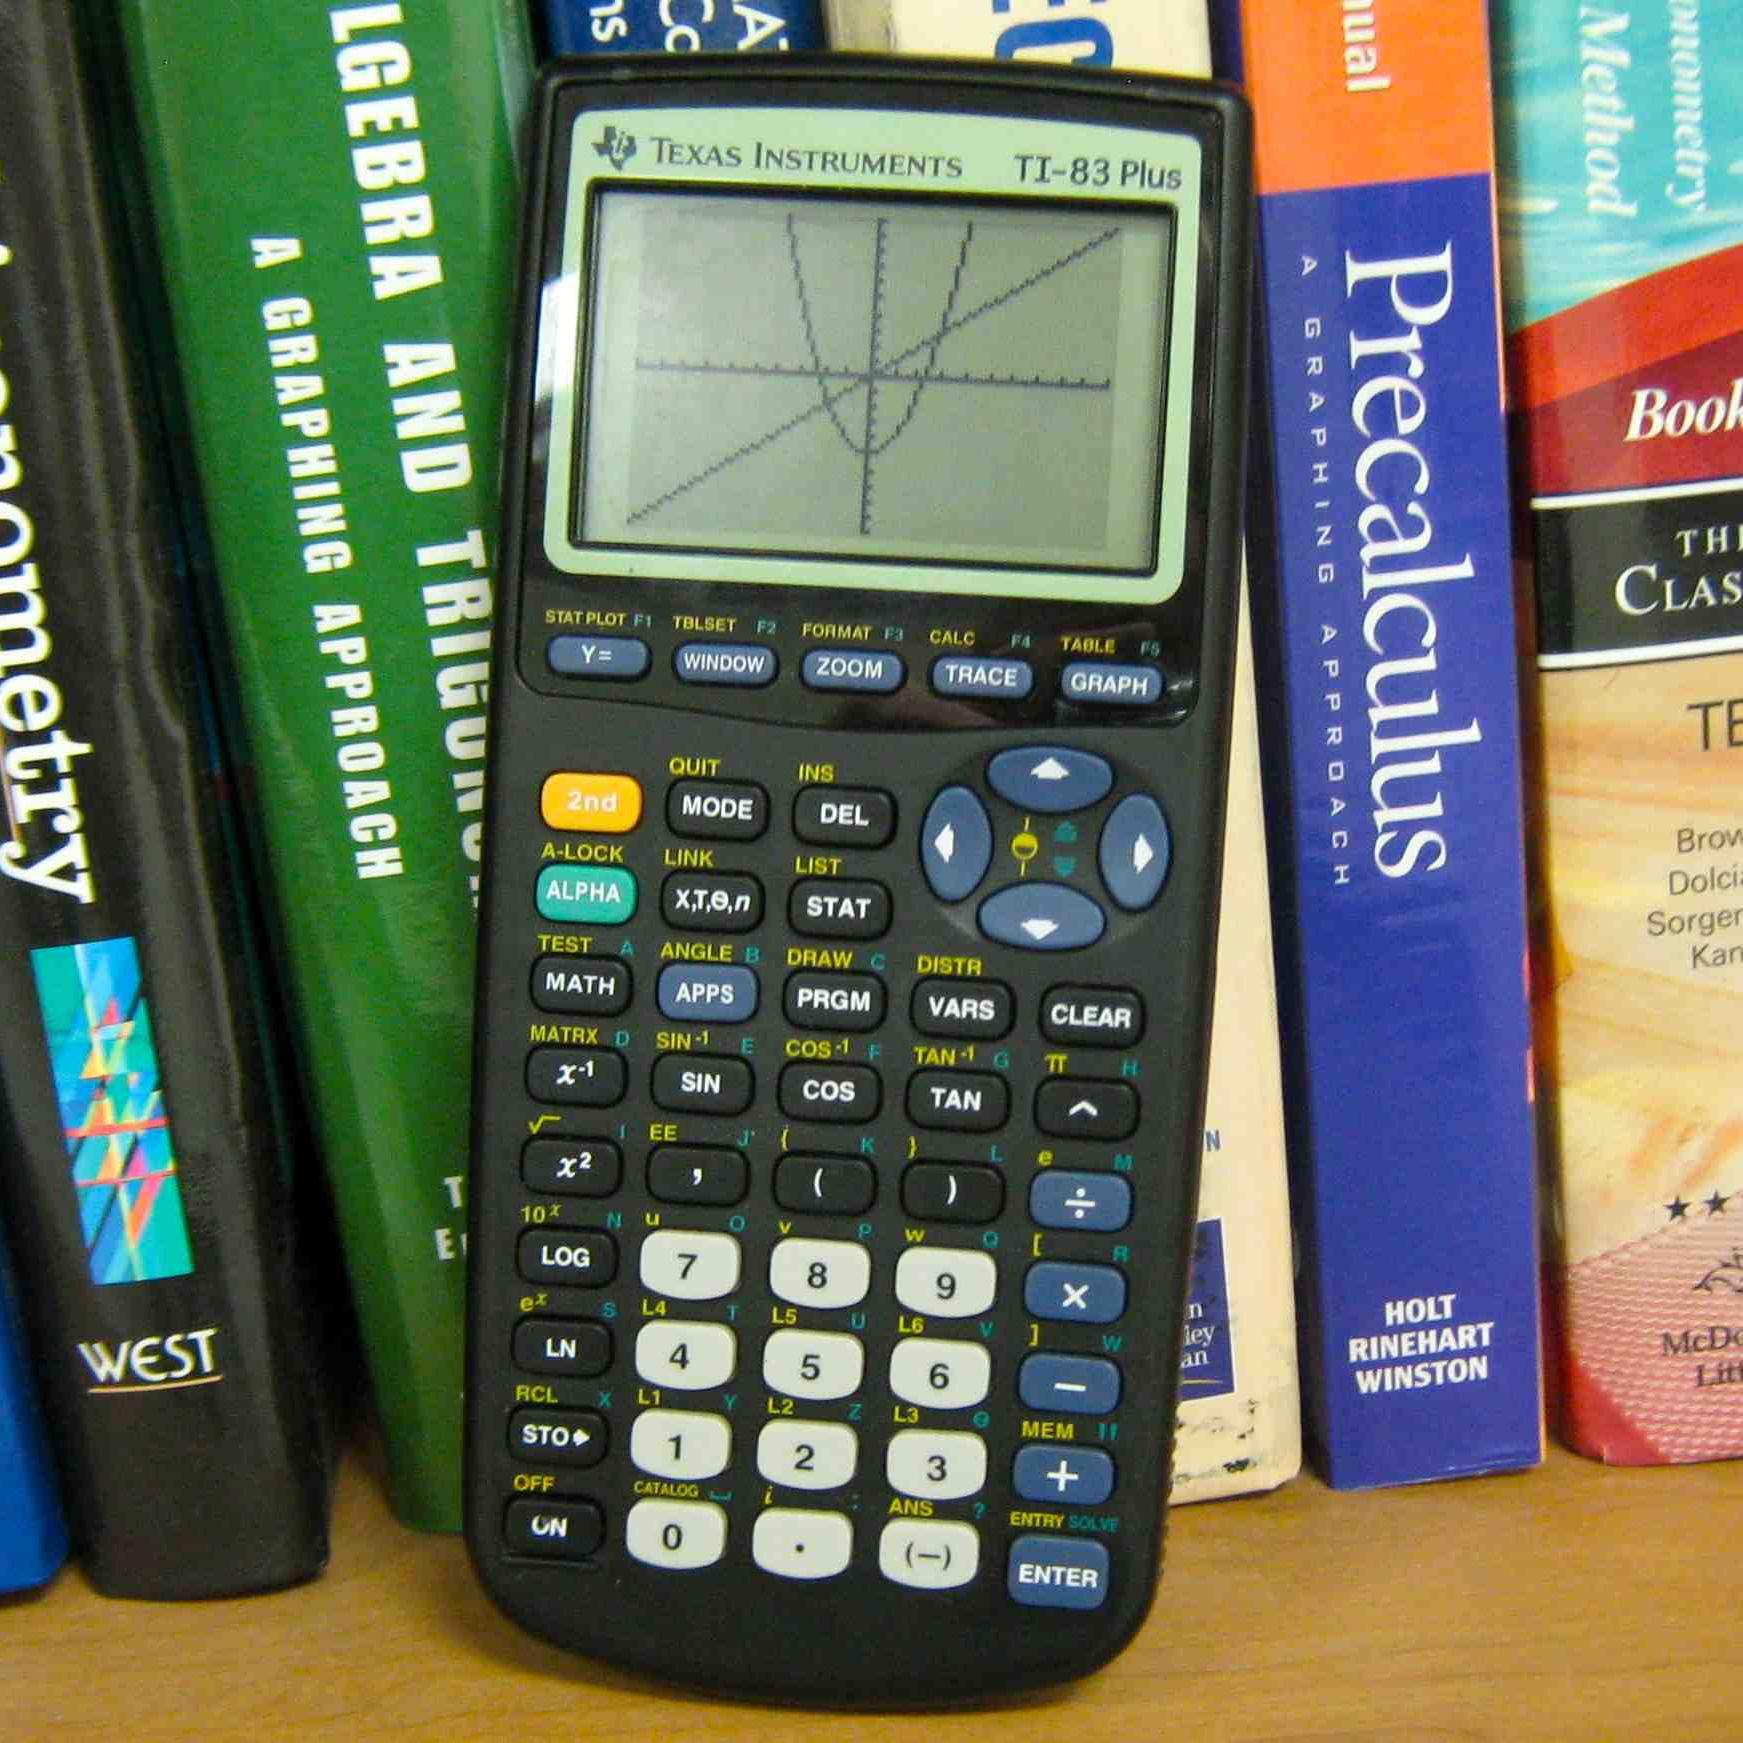 TEXAS INSTRUMENTS TI-83 Plus
STAT PLOT F1 TBLSET F2 FORMAT F3 CALC F4 TABLE F5
Y= WINDOW ZOOM TRACE GRAPH
QUIT INS
2nd MODE DEL
A-LOCK LINK LIST
ALPHA X,T,Θ,n STAT
TEST A ANGLE B DRAW C DISTR
MATH APPS PRGM VARS CLEAR
MATRX D SIN⁻¹ E COS⁻¹ F TAN⁻¹ G π H
x⁻¹ SIN COS TAN ^
√ I EE J { K } L e M
x² , ( ) ÷
10ˣ N u O v P w Q [ R
LOG 7 8 9 ×
eˣ S L4 T L5 U L6 V ] W
LN 4 5 6 −
RCL X L1 Y L2 Z L3 Θ MEM "
STO▸ 1 2 3 +
OFF CATALOG ⎵ i : ANS ? ENTRY SOLVE
ON 0 . (−) ENTER
WEST
LGEBRA AND
A GRAPHING APPROACH
Precalculus
A GRAPHING APPROACH
HOLT
RINEHART
WINSTON
Method
Book